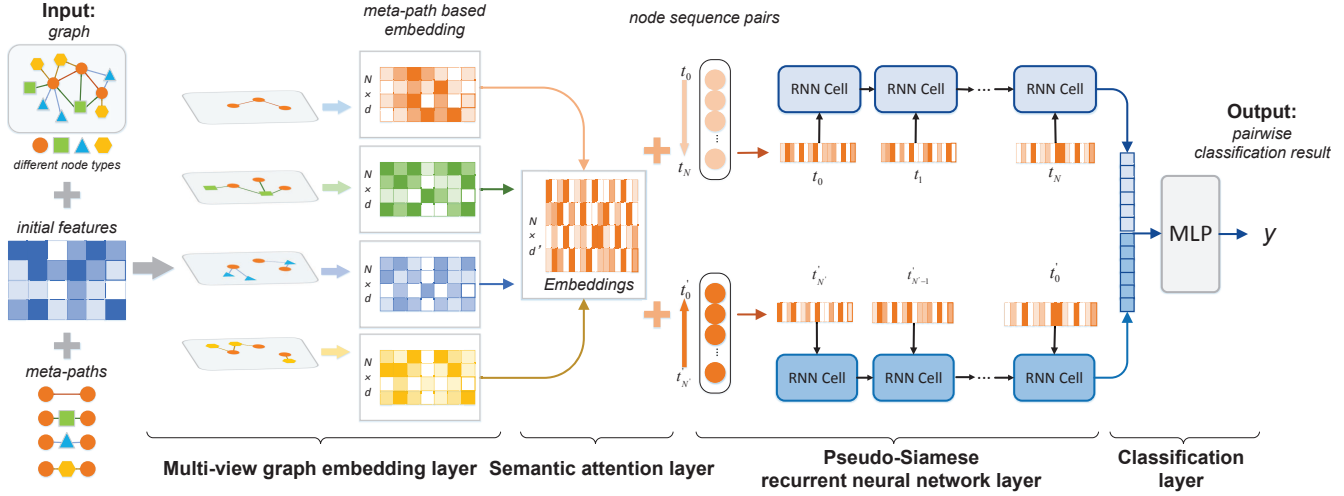 Input:
graph
different node types
initial features
meta-paths
meta-path based
embedding
N
×
d
N
×
d
N
×
d
N
×
d
N
×
d'
Embeddings
node sequence pairs
t0
tN
t'0
t'N'
RNN Cell
RNN Cell
...
RNN Cell
t0
t1
tN
t'N'
t'N'-1
t'0
RNN Cell
RNN Cell
...
RNN Cell
MLP
y
Output:
pairwise
classification result
Multi-view graph embedding layer
Semantic attention layer
Pseudo-Siamese
recurrent neural network layer
Classification
layer